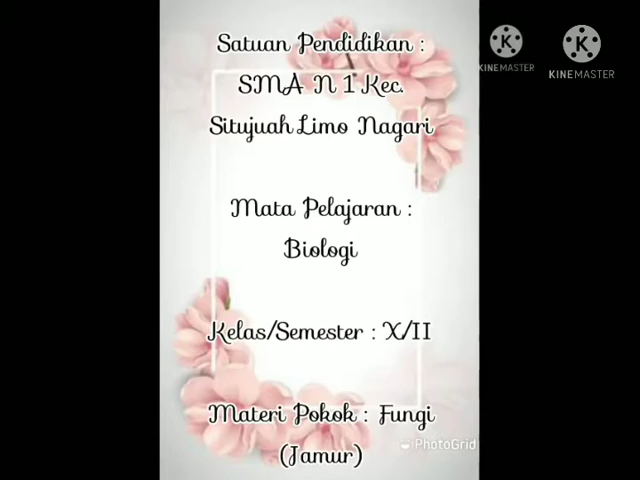 Satuan Pendidikan :
SMA N 1 Kec.
Situjuah Limo Nagari
Mata Pelajaran :
Biologi
Kelas/Semester : X/II
Materi Pokok : Fungi
(Jamur)
PhotoGrid
KINEMASTER
KINEMASTER